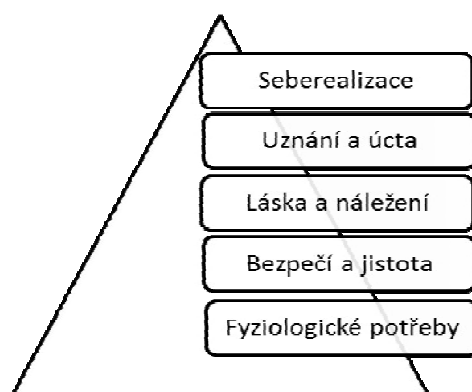 Seberealizace
Uznání a úcta
Láska a náležení
Bezpečí a jistota
Fyziologické potřeby